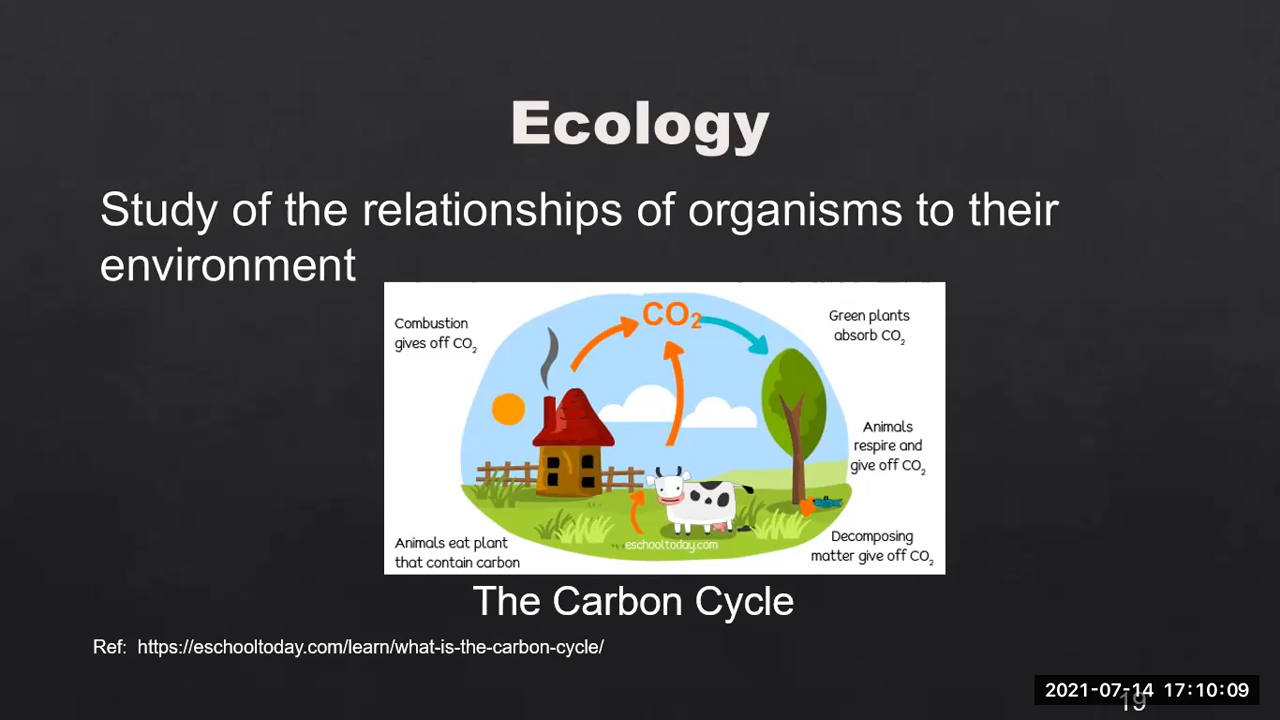 Ecology
Study of the relationships of organisms to their
environment
CO₂
Combustion
gives off CO₂
Green plants
absorb CO₂
Animals
respire and
give off CO₂
Animals eat plant
that contain carbon
eschooltoday.com
Decomposing
matter give off CO₂
The Carbon Cycle
Ref: https://eschooltoday.com/learn/what-is-the-carbon-cycle/
2021-07-14 17:10:09
19